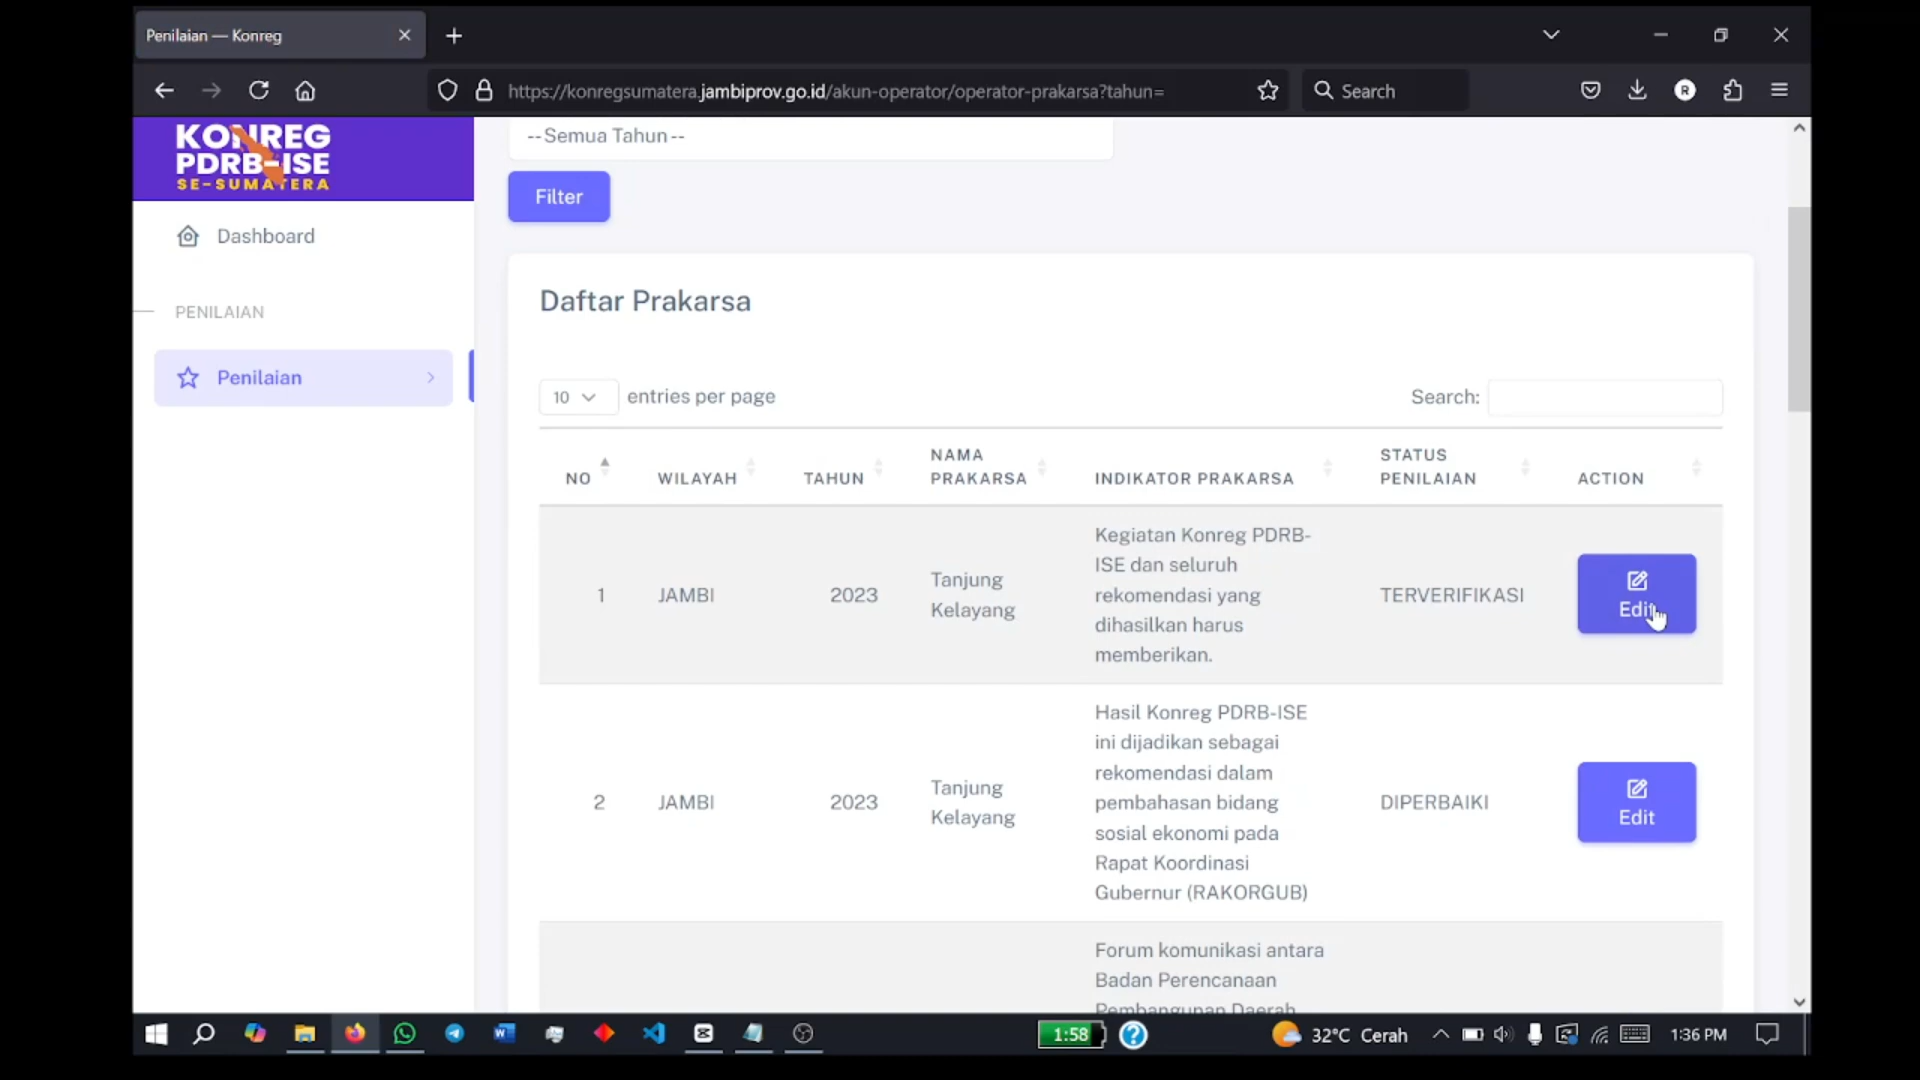 Penilaian — Konreg
https://konregsumatera.jambiprov.go.id/akun-operator/operator-prakarsa?tahun=
Search
R
KONREG
PDRB-ISE
SE-SUMATERA
Dashboard
PENILAIAN
Penilaian
--Semua Tahun--
Filter
Daftar Prakarsa
10 entries per page
Search:
NO WILAYAH TAHUN NAMA PRAKARSA INDIKATOR PRAKARSA STATUS PENILAIAN ACTION
1 JAMBI 2023
Tanjung
Kelayang
Kegiatan Konreg PDRB-
ISE dan seluruh
rekomendasi yang
dihasilkan harus
memberikan.
TERVERIFIKASI
Edit
2 JAMBI 2023
Tanjung
Kelayang
Hasil Konreg PDRB-ISE
ini dijadikan sebagai
rekomendasi dalam
pembahasan bidang
sosial ekonomi pada
Rapat Koordinasi
Gubernur (RAKORGUB)
DIPERBAIKI
Edit
Forum komunikasi antara
Badan Perencanaan
Pembangunan Daerah
1:58
32°C Cerah
1:36 PM